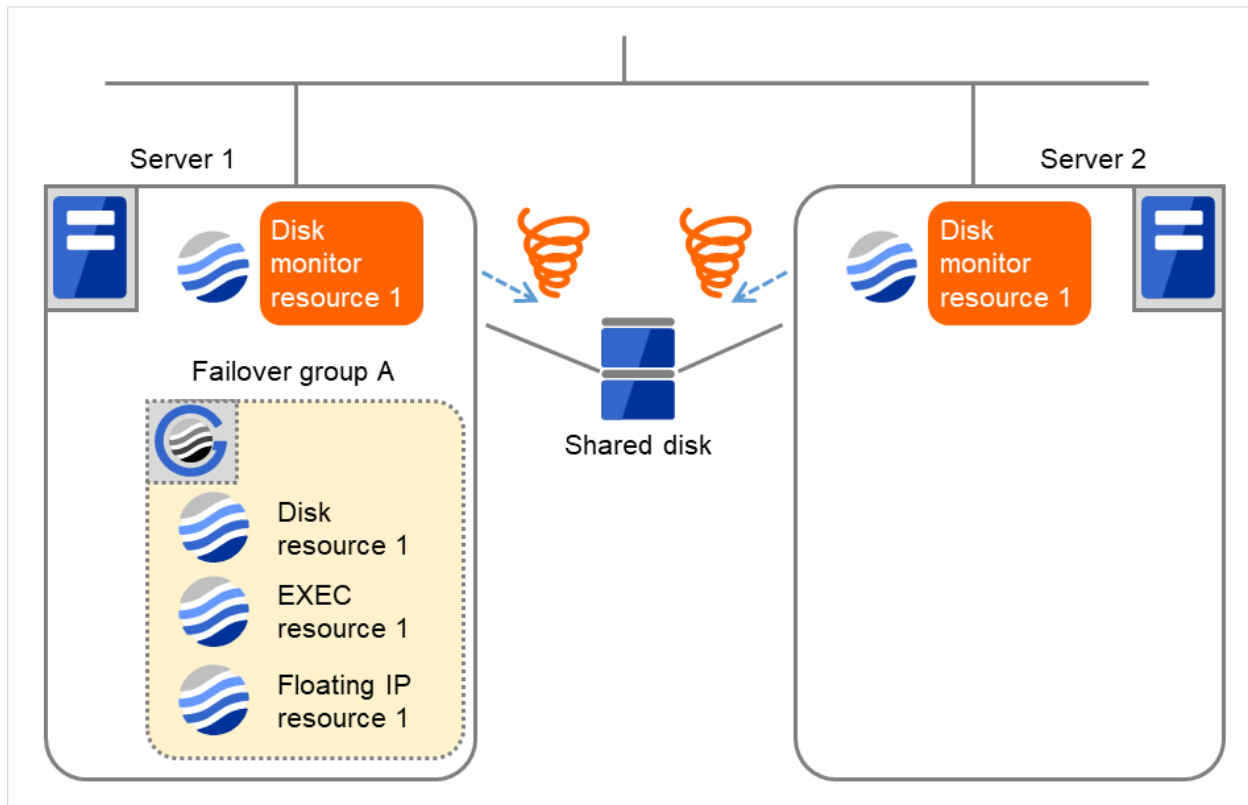 Server 1
Server 2
Disk
monitor
resource 1
Disk
monitor
resource 1
Failover group A
Shared disk
Disk
resource 1
EXEC
resource 1
Floating IP
resource 1